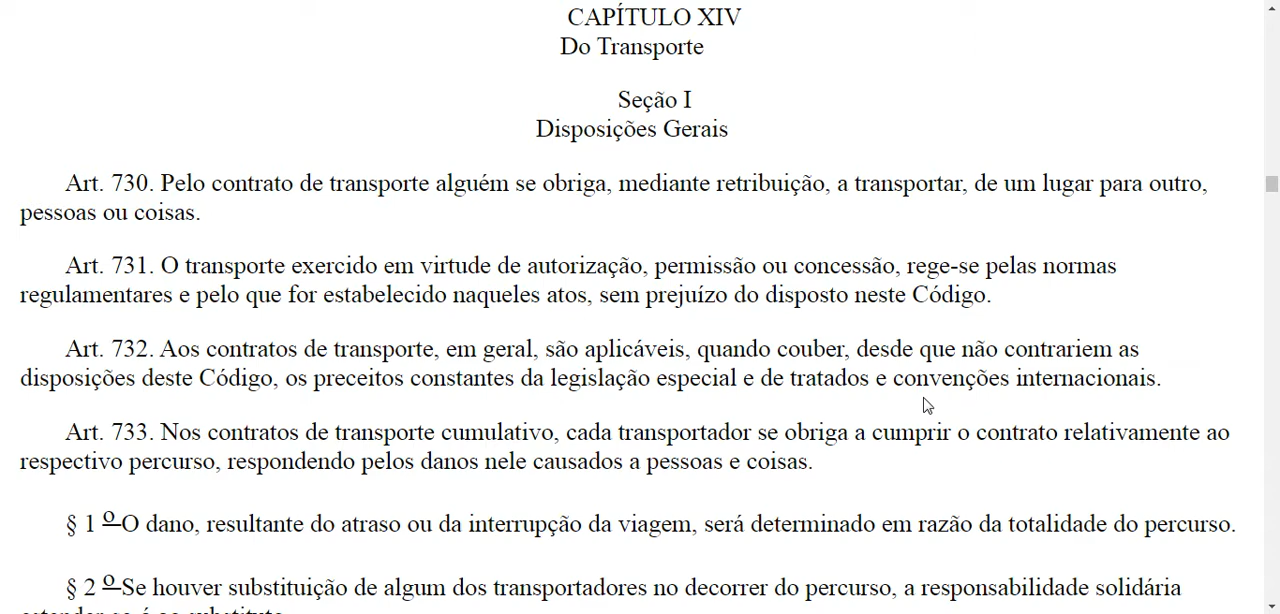 CAPÍTULO XIV
Do Transporte
Seção I
Disposições Gerais
Art. 730. Pelo contrato de transporte alguém se obriga, mediante retribuição, a transportar, de um lugar para outro,
pessoas ou coisas.
Art. 731. O transporte exercido em virtude de autorização, permissão ou concessão, rege-se pelas normas
regulamentares e pelo que for estabelecido naqueles atos, sem prejuízo do disposto neste Código.
Art. 732. Aos contratos de transporte, em geral, são aplicáveis, quando couber, desde que não contrariem as
disposições deste Código, os preceitos constantes da legislação especial e de tratados e convenções internacionais.
Art. 733. Nos contratos de transporte cumulativo, cada transportador se obriga a cumprir o contrato relativamente ao
respectivo percurso, respondendo pelos danos nele causados a pessoas e coisas.
§ 1 º O dano, resultante do atraso ou da interrupção da viagem, será determinado em razão da totalidade do percurso.
§ 2 º Se houver substituição de algum dos transportadores no decorrer do percurso, a responsabilidade solidária